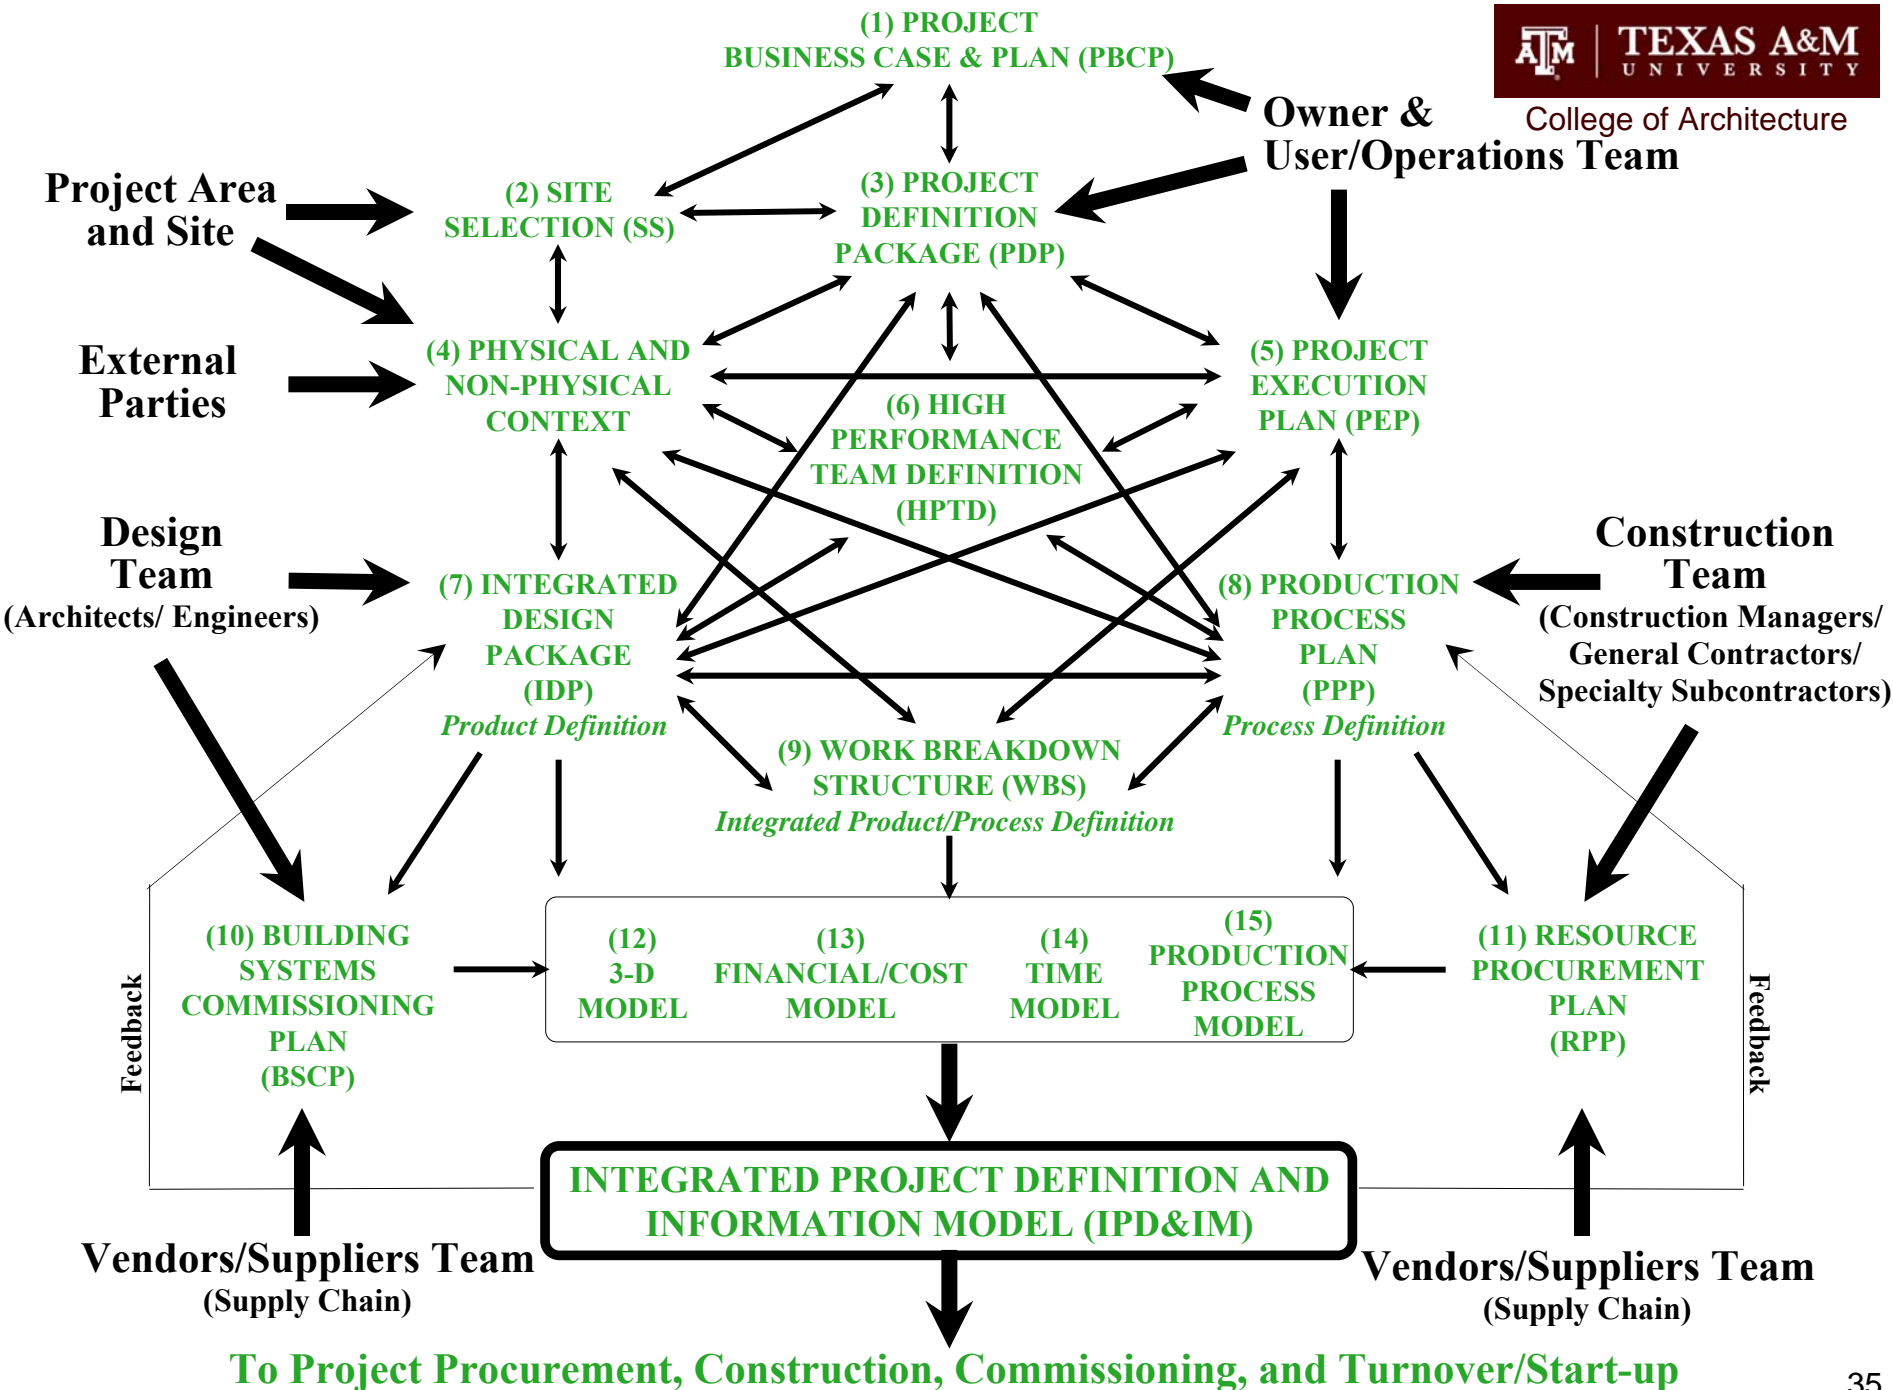 (1) PROJECT
BUSINESS CASE & PLAN (PBCP)
ĀM | TEXAS A&M
UNIVERSITY
College of Architecture
Owner &
User/Operations Team
Project Area
and Site
(2) SITE
SELECTION (SS)
(3) PROJECT
DEFINITION
PACKAGE (PDP)
External
Parties
(4) PHYSICAL AND
NON-PHYSICAL
CONTEXT
(5) PROJECT
EXECUTION
PLAN (PEP)
(6) HIGH
PERFORMANCE
TEAM DEFINITION
(HPTD)
Design
Team
(Architects/ Engineers)
(7) INTEGRATED
DESIGN
PACKAGE
(IDP)
Product Definition
(8) PRODUCTION
PROCESS
PLAN
(PPP)
Process Definition
Construction
Team
(Construction Managers/
General Contractors/
Specialty Subcontractors)
(9) WORK BREAKDOWN
STRUCTURE (WBS)
Integrated Product/Process Definition
Feedback
(10) BUILDING
SYSTEMS
COMMISSIONING
PLAN
(BSCP)
(12)
3-D
MODEL
(13)
FINANCIAL/COST
MODEL
(14)
TIME
MODEL
(15)
PRODUCTION
PROCESS
MODEL
(11) RESOURCE
PROCUREMENT
PLAN
(RPP)
Feedback
INTEGRATED PROJECT DEFINITION AND
INFORMATION MODEL (IPD&IM)
Vendors/Suppliers Team
(Supply Chain)
Vendors/Suppliers Team
(Supply Chain)
To Project Procurement, Construction, Commissioning, and Turnover/Start-up
35